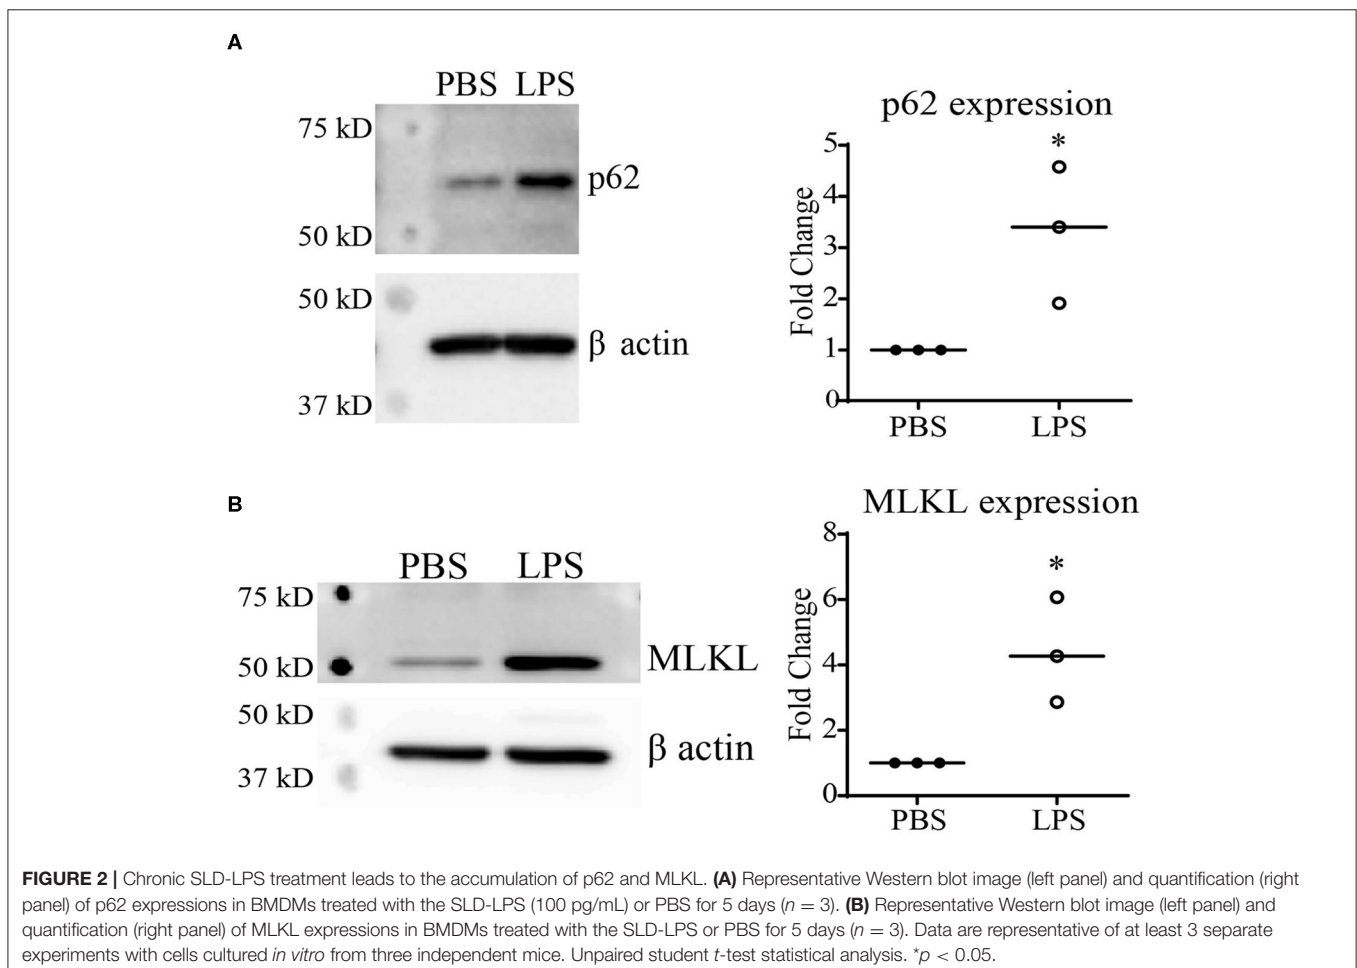 A
PBS LPS
75 kD
p62
50 kD
50 kD
β actin
37 kD
p62 expression
*
5
4
3
2
1
0
Fold Change
PBS LPS
B
PBS LPS
75 kD
MLKL
50 kD
50 kD
β actin
37 kD
MLKL expression
*
8
6
4
2
0
Fold Change
PBS LPS
FIGURE 2 | Chronic SLD-LPS treatment leads to the accumulation of p62 and MLKL. (A) Representative Western blot image (left panel) and quantification (right
panel) of p62 expressions in BMDMs treated with the SLD-LPS (100 pg/mL) or PBS for 5 days (n = 3). (B) Representative Western blot image (left panel) and
quantification (right panel) of MLKL expressions in BMDMs treated with the SLD-LPS or PBS for 5 days (n = 3). Data are representative of at least 3 separate
experiments with cells cultured in vitro from three independent mice. Unpaired student t-test statistical analysis. *p < 0.05.